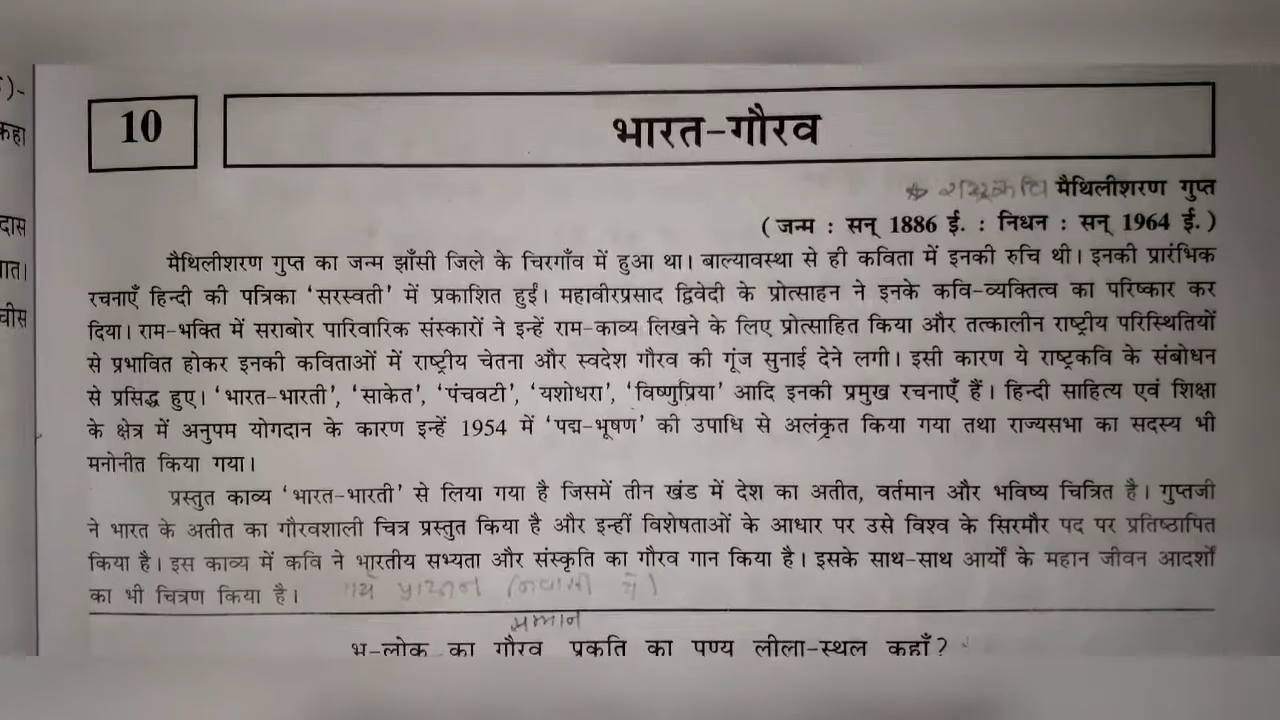 )-
कहा
दास
ात।
चीस
10
भारत-गौरव
राष्ट्रकवि मैथिलीशरण गुप्त
( जन्म : सन् 1886 ई. : निधन : सन् 1964 ई. )
मैथिलीशरण गुप्त का जन्म झाँसी जिले के चिरगाँव में हुआ था। बाल्यावस्था से ही कविता में इनकी रुचि थी। इनकी प्रारंभिक
रचनाएँ हिन्दी की पत्रिका ‘सरस्वती’ में प्रकाशित हुईं। महावीरप्रसाद द्विवेदी के प्रोत्साहन ने इनके कवि-व्यक्तित्व का परिष्कार कर
दिया। राम-भक्ति में सराबोर पारिवारिक संस्कारों ने इन्हें राम-काव्य लिखने के लिए प्रोत्साहित किया और तत्कालीन राष्ट्रीय परिस्थितियों
से प्रभावित होकर इनकी कविताओं में राष्ट्रीय चेतना और स्वदेश गौरव की गूंज सुनाई देने लगी। इसी कारण ये राष्ट्रकवि के संबोधन
से प्रसिद्ध हुए। ‘भारत-भारती’, ‘साकेत’, ‘पंचवटी’, ‘यशोधरा’, ‘विष्णुप्रिया’ आदि इनकी प्रमुख रचनाएँ हैं। हिन्दी साहित्य एवं शिक्षा
के क्षेत्र में अनुपम योगदान के कारण इन्हें 1954 में ‘पद्म-भूषण’ की उपाधि से अलंकृत किया गया तथा राज्यसभा का सदस्य भी
मनोनीत किया गया।
प्रस्तुत काव्य ‘भारत-भारती’ से लिया गया है जिसमें तीन खंड में देश का अतीत, वर्तमान और भविष्य चित्रित है। गुप्तजी
ने भारत के अतीत का गौरवशाली चित्र प्रस्तुत किया है और इन्हीं विशेषताओं के आधार पर उसे विश्व के सिरमौर पद पर प्रतिष्ठापित
किया है। इस काव्य में कवि ने भारतीय सभ्यता और संस्कृति का गौरव गान किया है। इसके साथ-साथ आर्यों के महान जीवन आदर्शों
का भी चित्रण किया है।
सम्मान
भू-लोक का गौरव प्रकृति का पुण्य लीला-स्थल कहाँ?